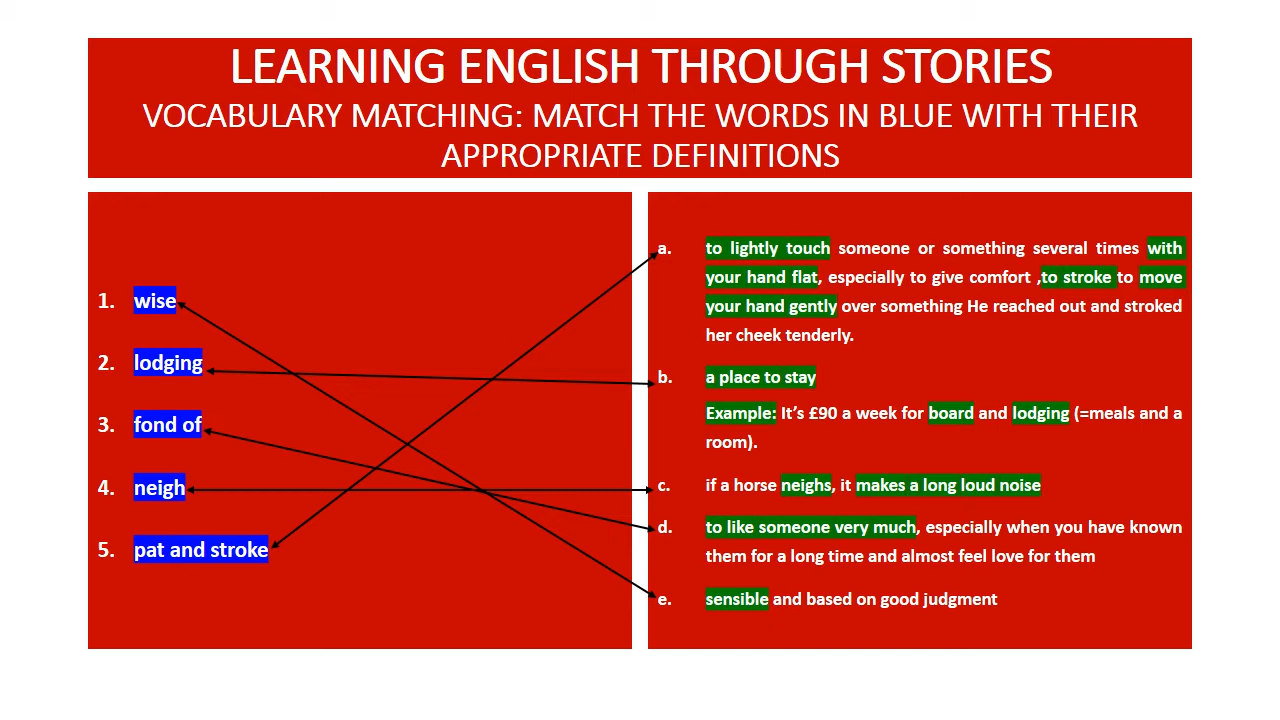 LEARNING ENGLISH THROUGH STORIES
VOCABULARY MATCHING: MATCH THE WORDS IN BLUE WITH THEIR
APPROPRIATE DEFINITIONS
1. wise
2. lodging
3. fond of
4. neigh
5. pat and stroke
a. to lightly touch someone or something several times with
your hand flat, especially to give comfort ,to stroke to move
your hand gently over something He reached out and stroked
her cheek tenderly.
b. a place to stay
Example: It’s £90 a week for board and lodging (=meals and a
room).
c. if a horse neighs, it makes a long loud noise
d. to like someone very much, especially when you have known
them for a long time and almost feel love for them
e. sensible and based on good judgment